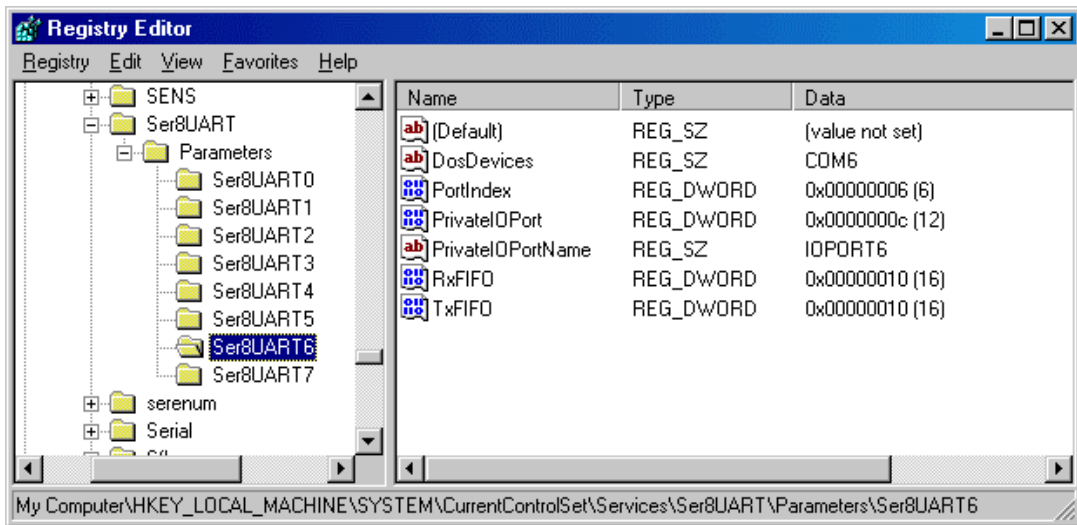 Registry Editor
Registry Edit View Favorites Help
SENS
Ser8UART
Parameters
Ser8UART0
Ser8UART1
Ser8UART2
Ser8UART3
Ser8UART4
Ser8UART5
Ser8UART6
Ser8UART7
serenum
Serial
Name Type Data
(Default) REG_SZ (value not set)
DosDevices REG_SZ COM6
PortIndex REG_DWORD 0x00000006 (6)
PrivateIOPort REG_DWORD 0x0000000c (12)
PrivateIOPortName REG_SZ IOPORT6
RxFIFO REG_DWORD 0x00000010 (16)
TxFIFO REG_DWORD 0x00000010 (16)
My Computer\HKEY_LOCAL_MACHINE\SYSTEM\CurrentControlSet\Services\Ser8UART\Parameters\Ser8UART6